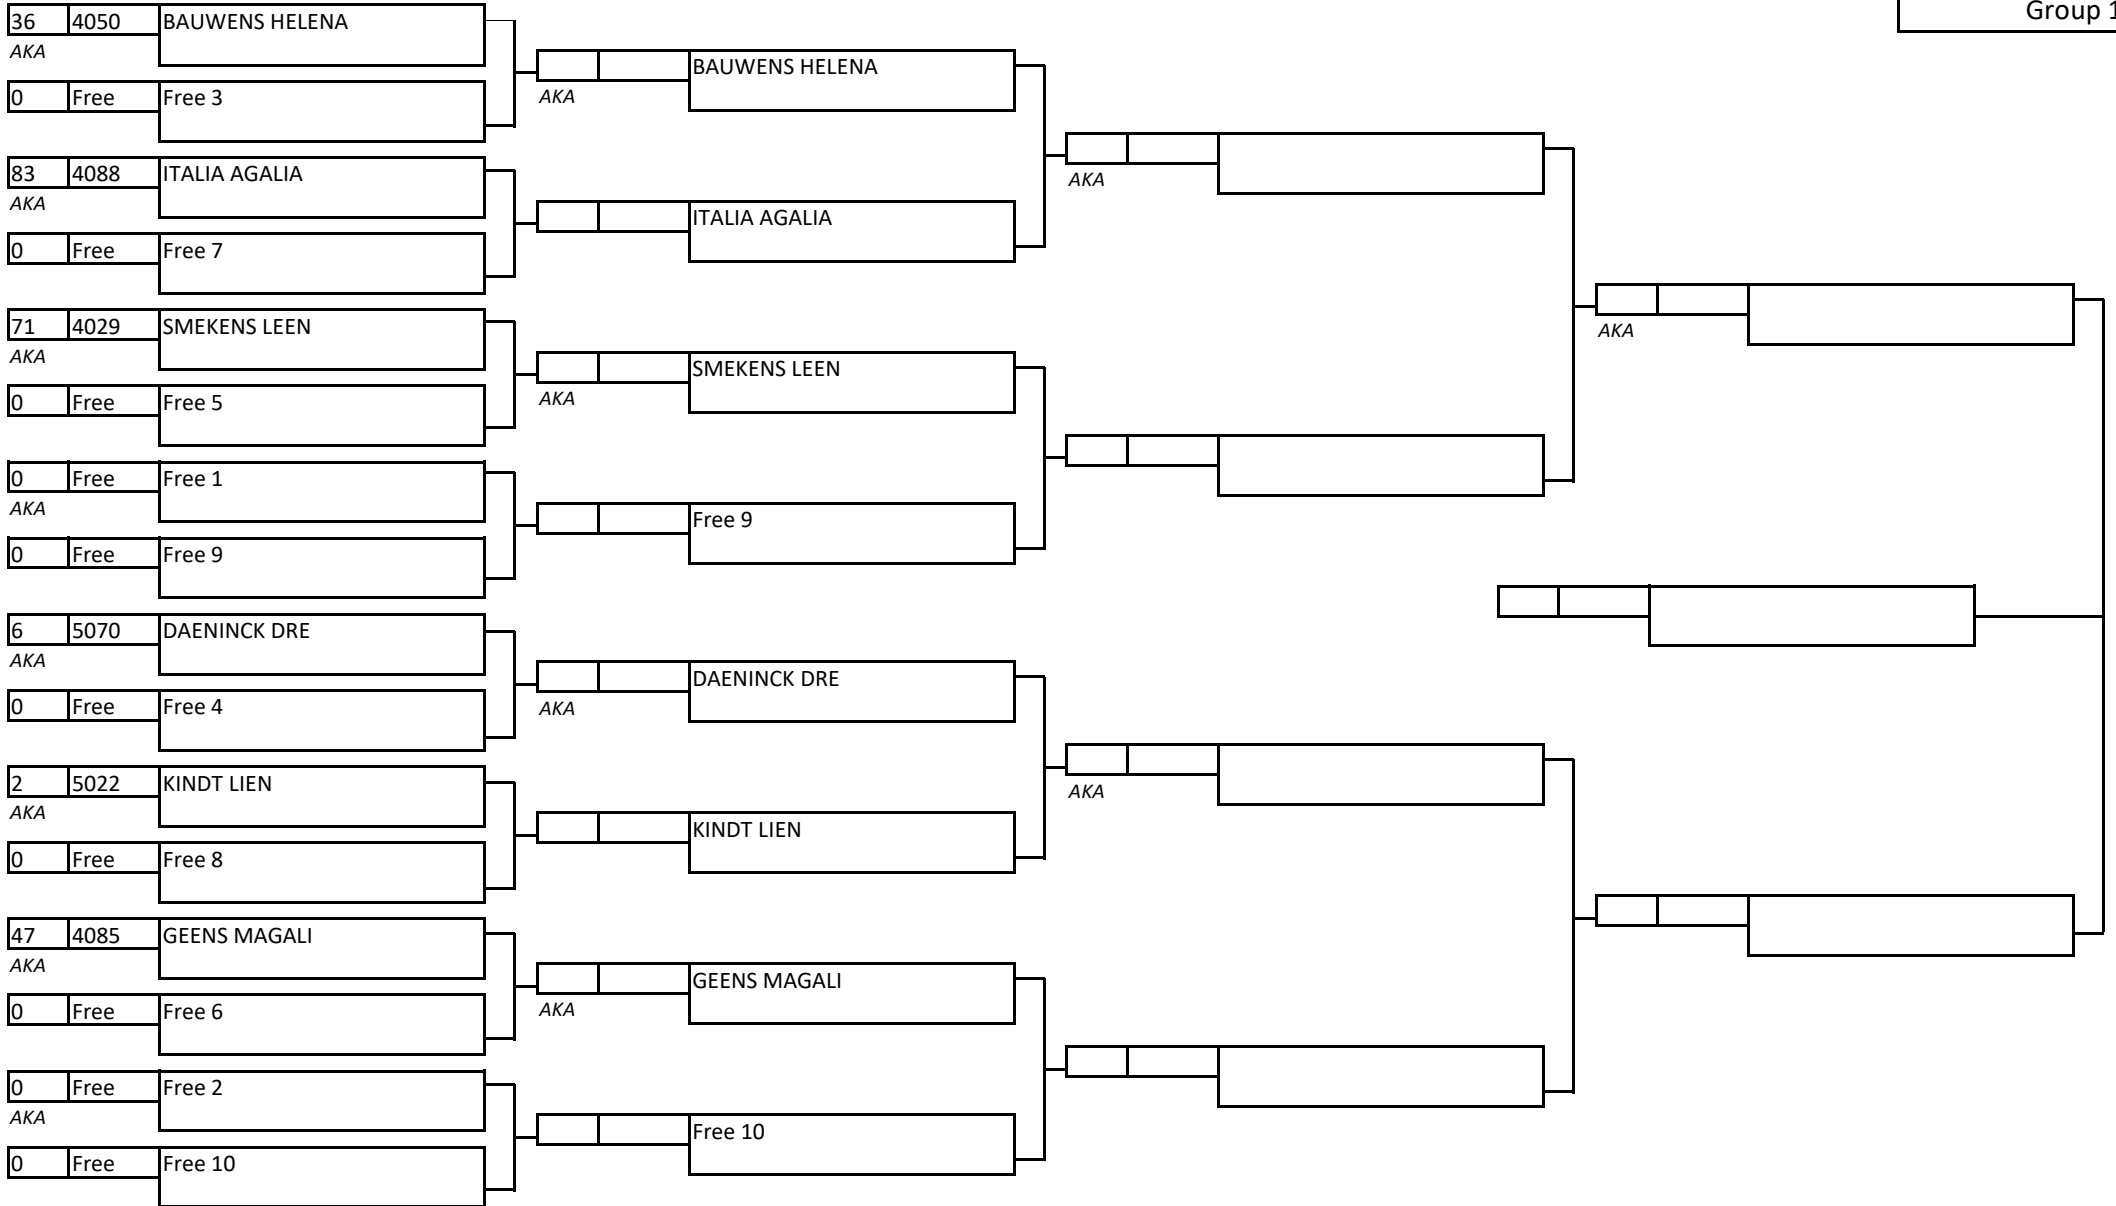 Group 1
36 4050 BAUWENS HELENA
AKA
0 Free Free 3
83 4088 ITALIA AGALIA
AKA
0 Free Free 7
71 4029 SMEKENS LEEN
AKA
0 Free Free 5
0 Free Free 1
AKA
0 Free Free 9
6 5070 DAENINCK DRE
AKA
0 Free Free 4
2 5022 KINDT LIEN
AKA
0 Free Free 8
47 4085 GEENS MAGALI
AKA
0 Free Free 6
0 Free Free 2
AKA
0 Free Free 10
BAUWENS HELENA
AKA
ITALIA AGALIA
SMEKENS LEEN
AKA
Free 9
DAENINCK DRE
AKA
KINDT LIEN
GEENS MAGALI
AKA
Free 10
AKA
AKA
AKA